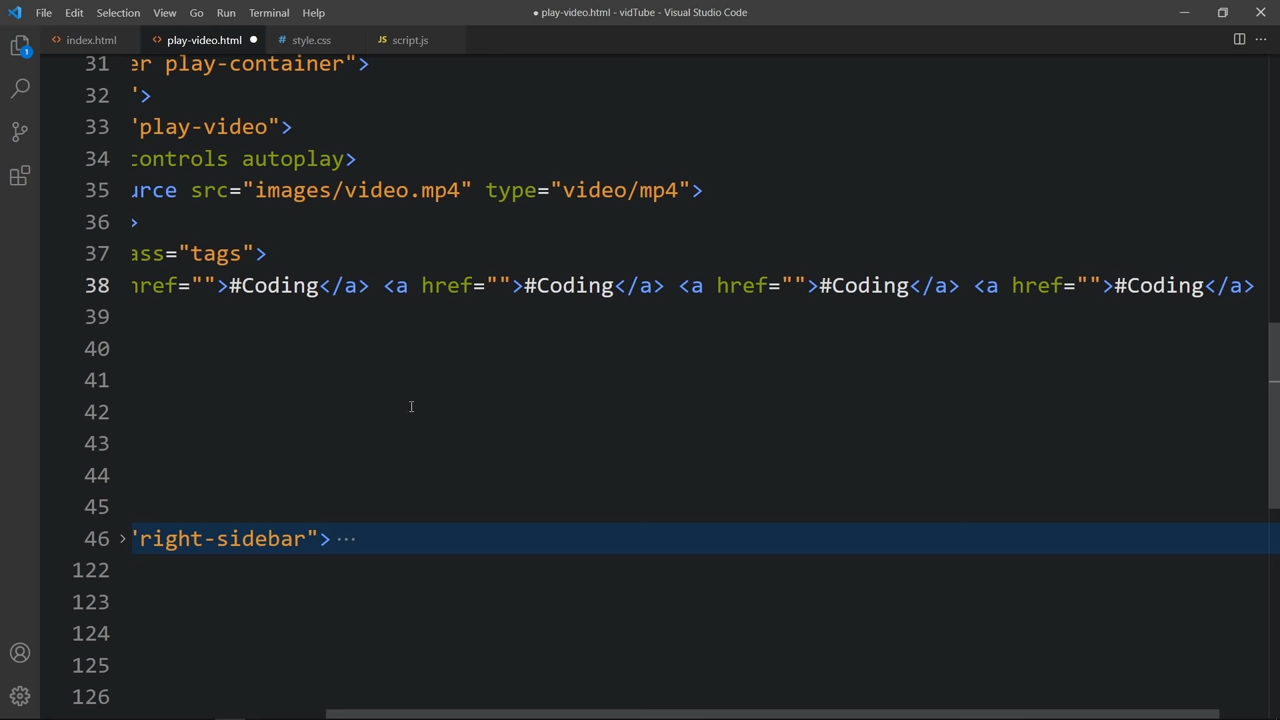 File Edit Selection View Go Run Terminal Help ● play-video.html - vidTube - Visual Studio Code
index.html play-video.html style.css JS script.js
1
31 er play-container">
32 ">
33 "play-video">
34 controls autoplay>
35 urce src="images/video.mp4" type="video/mp4">
36 >
37 ass="tags">
38 href="">#Coding</a> <a href="">#Coding</a> <a href="">#Coding</a> <a href="">#Coding</a>
39
40
41
42
43
44
45
46 "right-sidebar"> ···
122
123
124
125
126